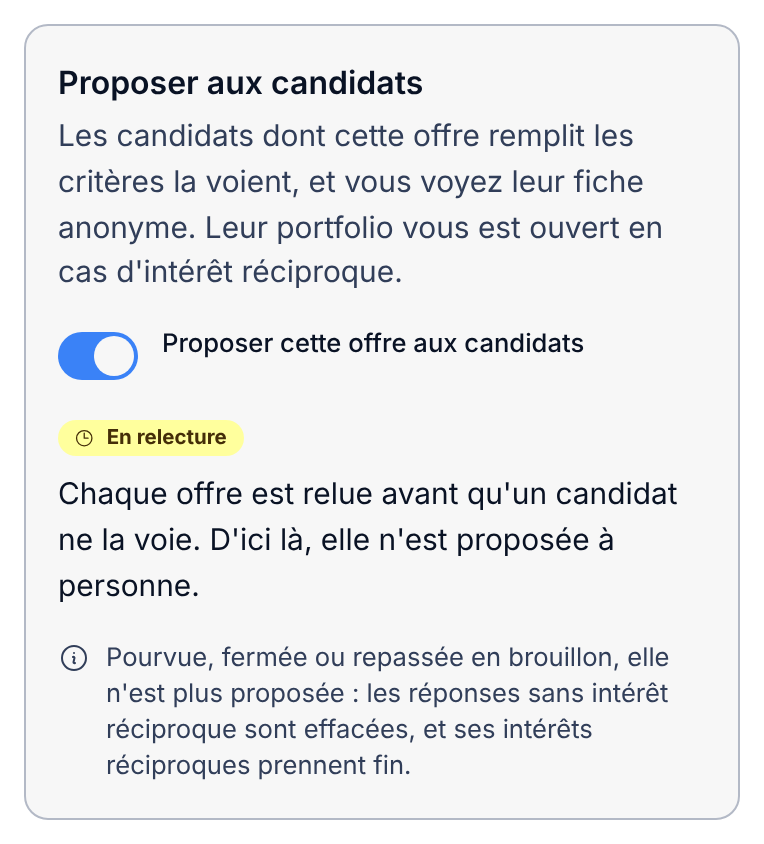 Proposer aux candidats
Les candidats dont cette offre remplit les
critères la voient, et vous voyez leur fiche
anonyme. Leur portfolio vous est ouvert en
cas d'intérêt réciproque.
Proposer cette offre aux candidats
En relecture
Chaque offre est relue avant qu'un candidat
ne la voie. D'ici là, elle n'est proposée à
personne.
Pourvue, fermée ou repassée en brouillon, elle
n'est plus proposée : les réponses sans intérêt
réciproque sont effacées, et ses intérêts
réciproques prennent fin.